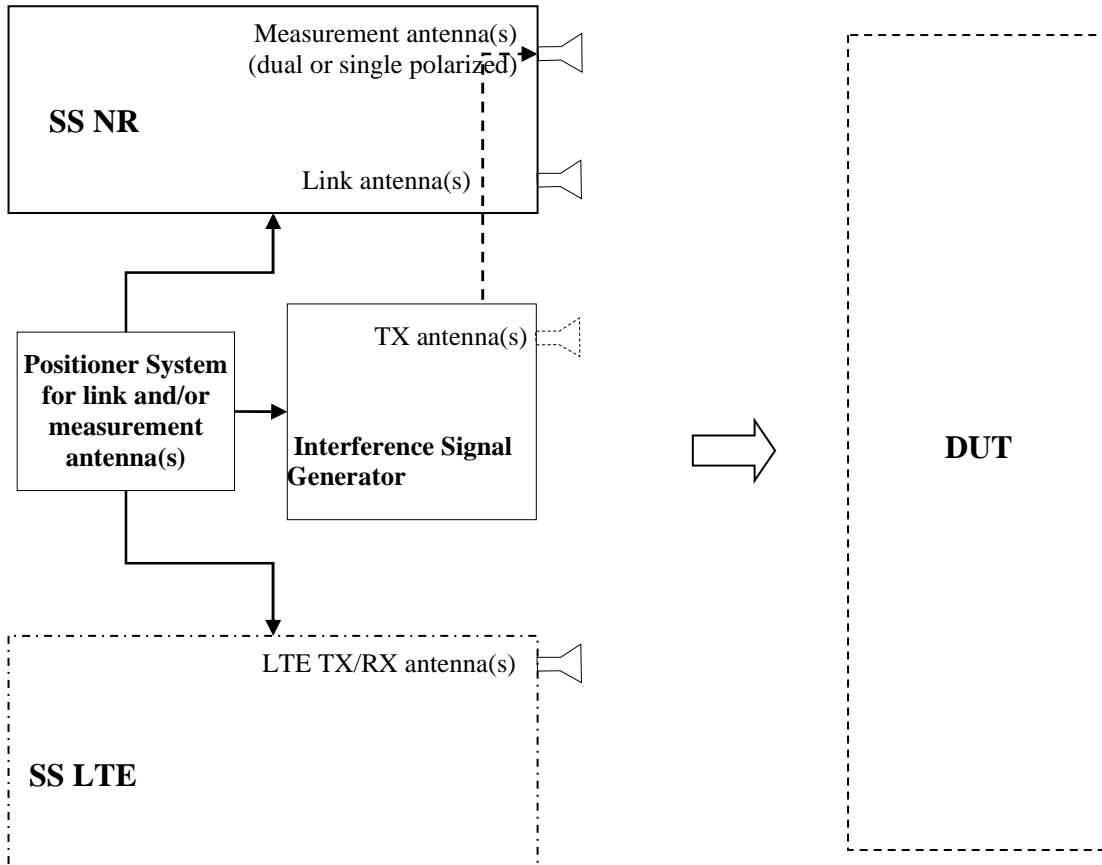 Measurement antenna(s)
(dual or single polarized)
SS NR
Link antenna(s)
TX antenna(s)
Positioner System
for link and/or
measurement
antenna(s)
Interference Signal
Generator
DUT
LTE TX/RX antenna(s)
SS LTE